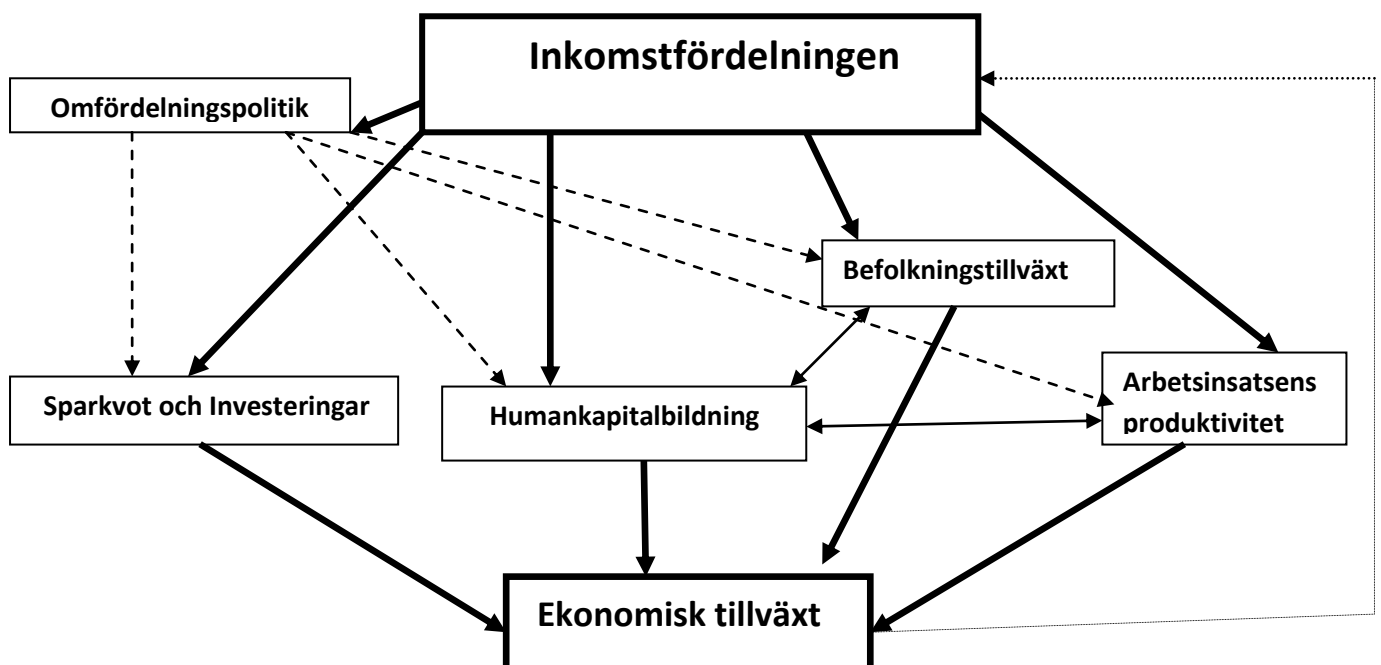 Inkomstfördelningen
Omfördelningspolitik
Befolkningstillväxt
Sparkvot och Investeringar
Humankapitalbildning
Arbetsinsatsens
produktivitet
Ekonomisk tillväxt